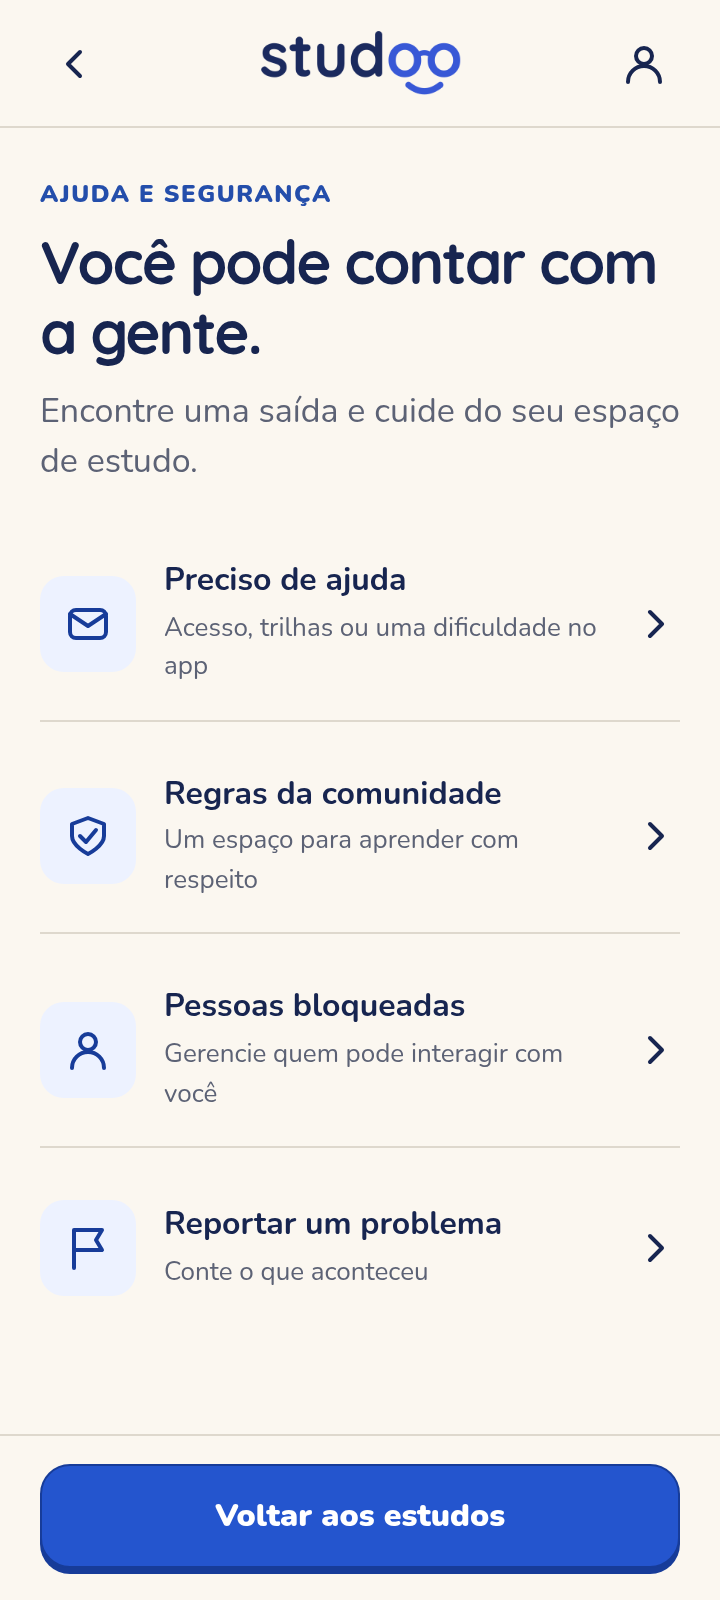 studoo
AJUDA E SEGURANÇA
Você pode contar com
a gente.
Encontre uma saída e cuide do seu espaço
de estudo.
Preciso de ajuda
Acesso, trilhas ou uma dificuldade no
app
Regras da comunidade
Um espaço para aprender com
respeito
Pessoas bloqueadas
Gerencie quem pode interagir com
você
Reportar um problema
Conte o que aconteceu
Voltar aos estudos